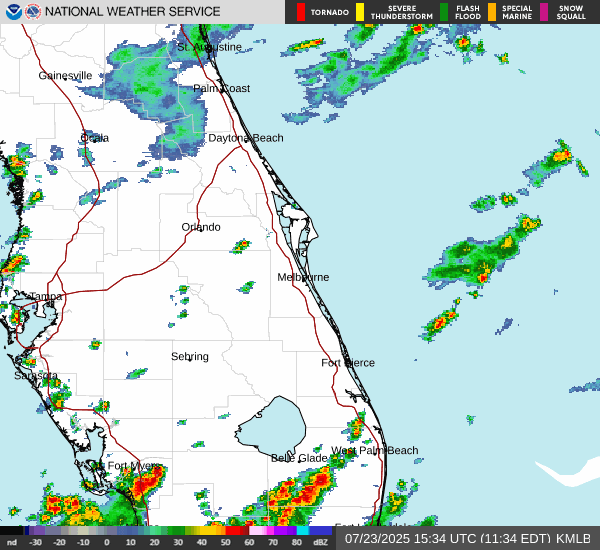 NATIONAL WEATHER SERVICE
TORNADO
SEVERE THUNDERSTORM
FLASH FLOOD
SPECIAL MARINE
SNOW SQUALL
St. Augustine
Gainesville
Palm Coast
Ocala
Daytona Beach
Orlando
Melbourne
Tampa
Sebring
Fort Pierce
Sarasota
West Palm Beach
Belle Glade
Fort Myers
nd -30 -20 -10 0 10 20 30 40 50 60 70 80 dBZ
07/23/2025 15:34 UTC (11:34 EDT) KMLB